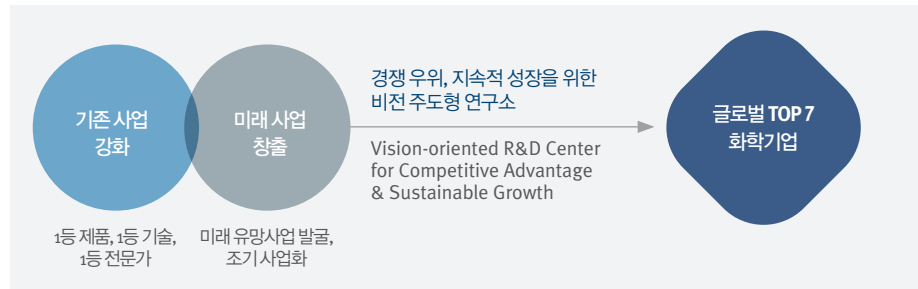 기존 사업
강화
미래 사업
창출
1등 제품, 1등 기술,
1등 전문가
미래 유망사업 발굴,
조기 사업화
경쟁 우위, 지속적 성장을 위한
비전 주도형 연구소
Vision-oriented R&D Center
for Competitive Advantage
& Sustainable Growth
글로벌 TOP 7
화학기업